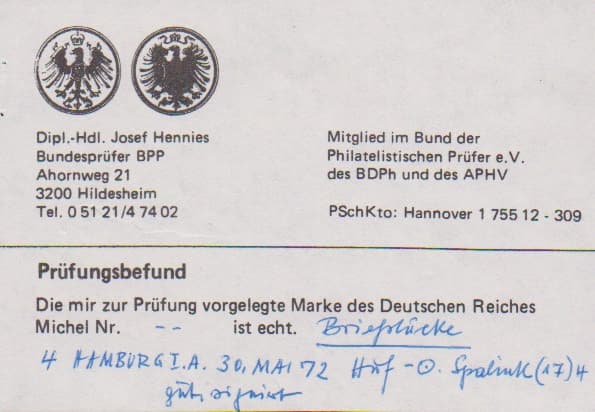 Dipl.-Hdl. Josef Hennies
Bundesprüfer BPP
Ahornweg 21
3200 Hildesheim
Tel. 0 51 21/4 74 02
Mitglied im Bund der
Philatelistischen Prüfer e.V.
des BDPh und des APHV
PSchKto: Hannover 1 755 12 - 309
Prüfungsbefund
Die mir zur Prüfung vorgelegte Marke des Deutschen Reiches
Michel Nr. -- ist echt. Briefstücke
4 HAMBURG I.A. 30. MAI 72 Huf - O. Spalink (17) 4
signiert